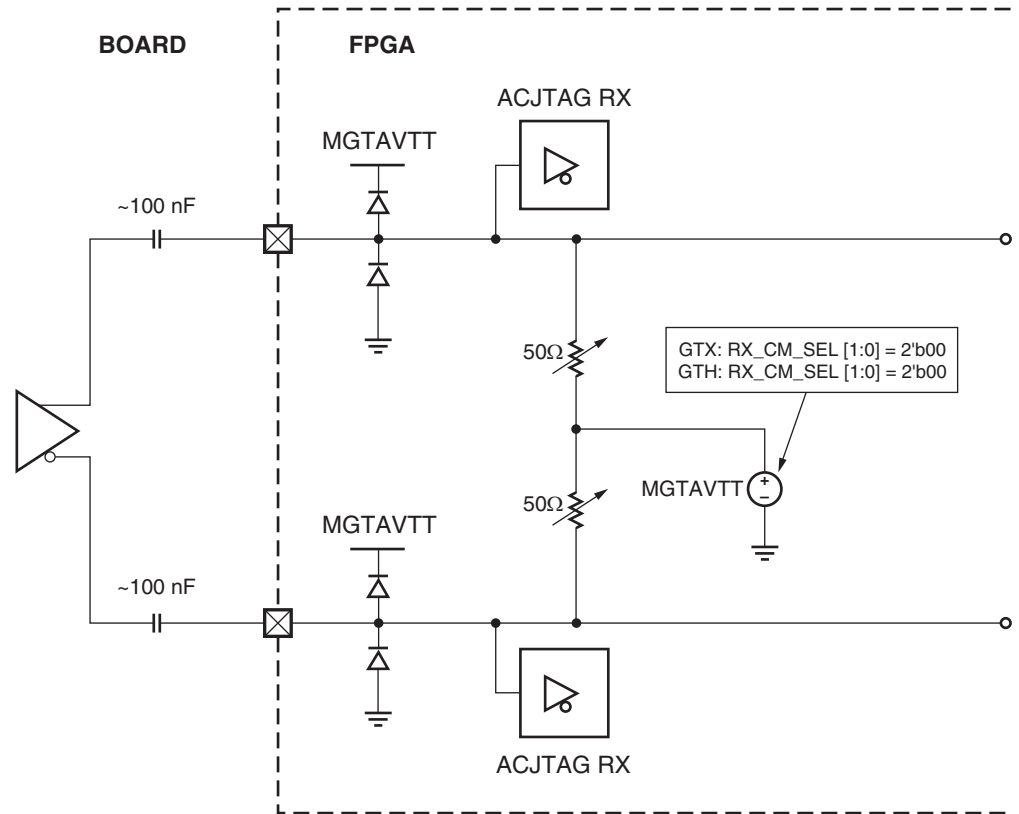 BOARD
FPGA
ACJTAG RX
MGTAVTT
~100 nF
50Ω
GTX: RX_CM_SEL [1:0] = 2'b00
GTH: RX_CM_SEL [1:0] = 2'b00
MGTAVTT
+
–
50Ω
MGTAVTT
~100 nF
ACJTAG RX